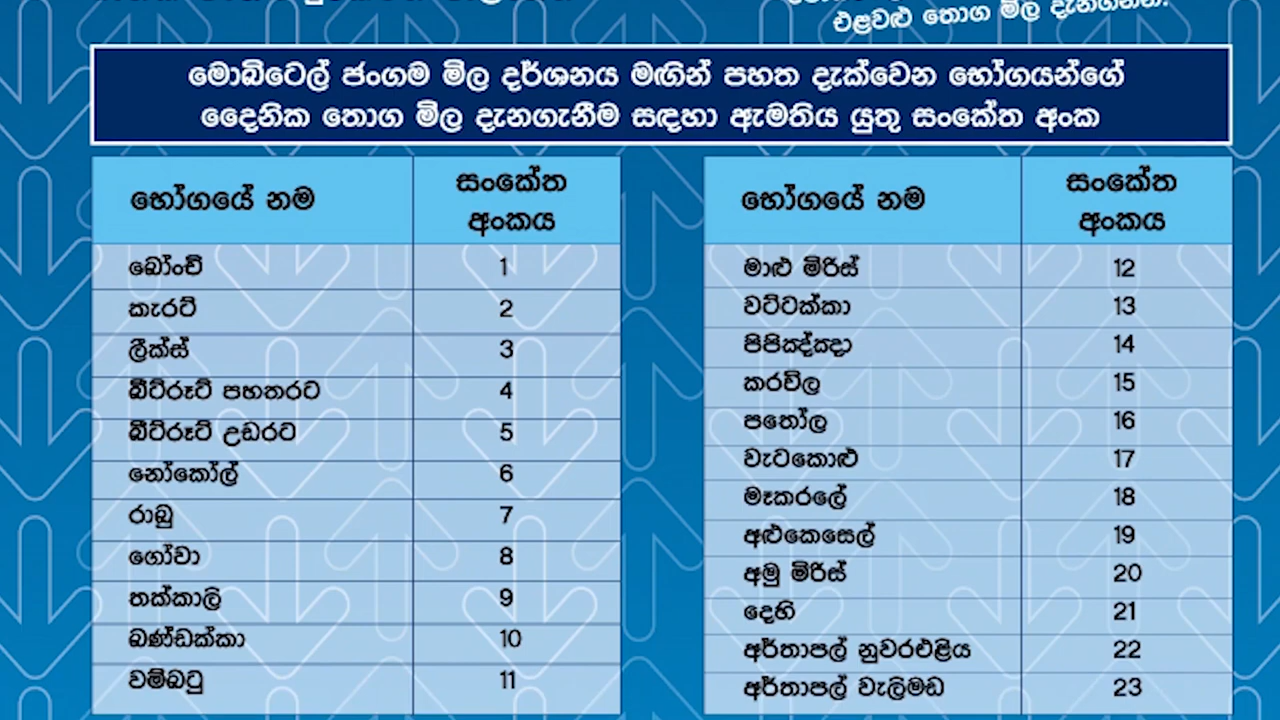 එළවළු තොග මිල දැනගන්න.
මොබිටෙල් ජංගම මිල දර්ශනය මඟින් පහත දැක්වෙන භෝගයන්ගේ
දෛනික තොග මිල දැනගැනීම සඳහා ඇමතිය යුතු සංකේත අංක
භෝගයේ නම සංකේත අංකය
බෝංචි 1
කැරට් 2
ලීක්ස් 3
බීට්රූට් පහතරට 4
බීට්රූට් උඩරට 5
නෝකෝල් 6
රාබු 7
ගෝවා 8
තක්කාලි 9
බණ්ඩක්කා 10
වම්බටු 11
භෝගයේ නම සංකේත අංකය
මාළු මිරිස් 12
වට්ටක්කා 13
පිපිඤ්ඤා 14
කරවිල 15
පතෝල 16
වැටකොළු 17
මෑකරලේ 18
අළුකෙසෙල් 19
අමු මිරිස් 20
දෙහි 21
අර්තාපල් නුවරඑළිය 22
අර්තාපල් වැලිමඩ 23